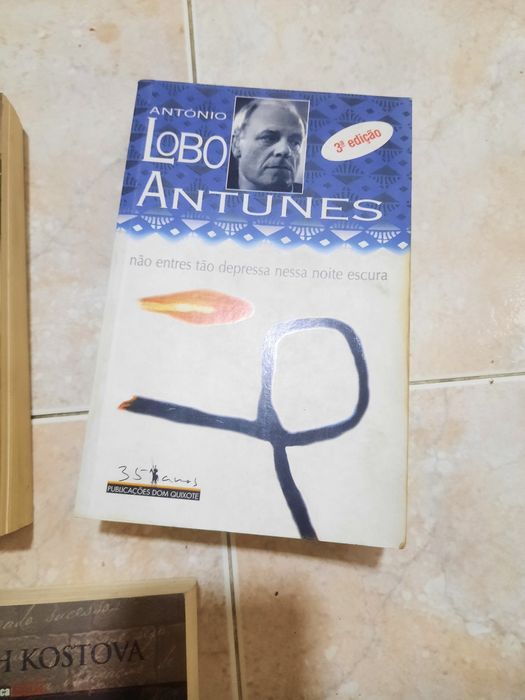 ANTÓNIO
LOBO
ANTUNES
3ª edição
não entres tão depressa nessa noite escura
35 anos
PUBLICAÇÕES DOM QUIXOTE
H KOSTOVA